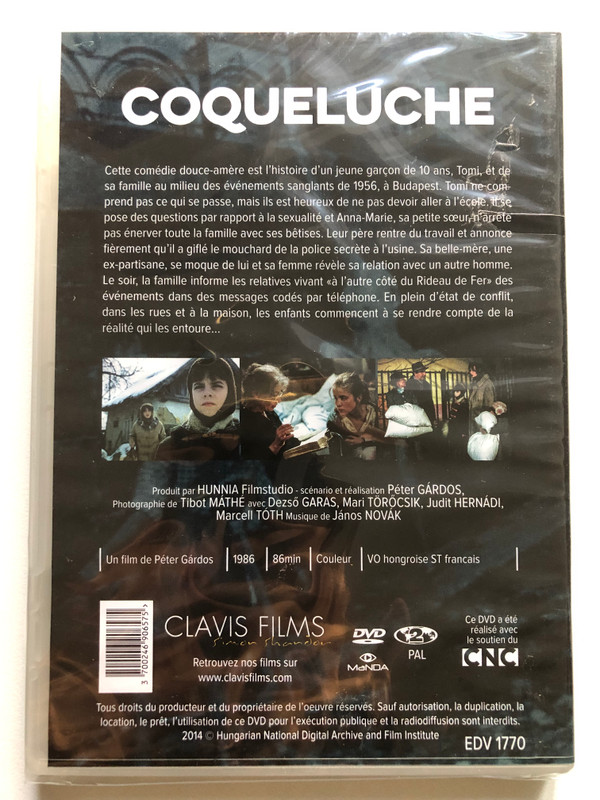 COQUELUCHE
Cette comédie douce-amère est l'histoire d'un jeune garçon de 10 ans, Tomi, et de
sa famille au milieu des événements sanglants de 1956, à Budapest. Tomi ne com-
prend pas ce qui se passe, mais ils est heureux de ne pas devoir aller à l'école. Il se
pose des questions par rapport à la sexualité et Anna-Marie, sa petite sœur, n'arrête
pas énerver toute la famille avec ses bêtises. Leur père rentre du travail et annonce
fièrement qu'il a giflé le mouchard de la police secrète à l'usine. Sa belle-mère, une
ex-partisane, se moque de lui et sa femme révèle sa relation avec un autre homme.
Le soir, la famille informe les relatives vivant «à l'autre côté du Rideau de Fer» des
événements dans des messages codés par téléphone. En plein d'état de conflit,
dans les rues et à la maison, les enfants commencent à se rendre compte de la
réalité qui les entoure...
Produit par HUNNIA Filmstudio - scénario et réalisation Péter GÁRDOS,
Photographie de Tibot MÁTHÉ avec Dezső GARAS, Mari TÖRÖCSIK, Judit HERNÁDI,
Marcell TÓTH Musique de János NOVÁK
Un film de Péter Gárdos | 1986 | 86min | Couleur | VO hongroise ST francais
3 700246 906575 >
CLAVIS FILMS
simon shandor
Retrouvez nos films sur
www.clavisfilms.com
DVD
VIDEO
MaNDA
2
PAL
Ce DVD a été
réalisé avec
le soutien du
CNC
Tous droits du producteur et du propriétaire de l'oeuvre réservés. Sauf autorisation, la duplication, la
location, le prêt, l'utilisation de ce DVD pour l'exécution publique et la radiodiffusion sont interdits.
2014 © Hungarian National Digital Archive and Film Institute
EDV 1770